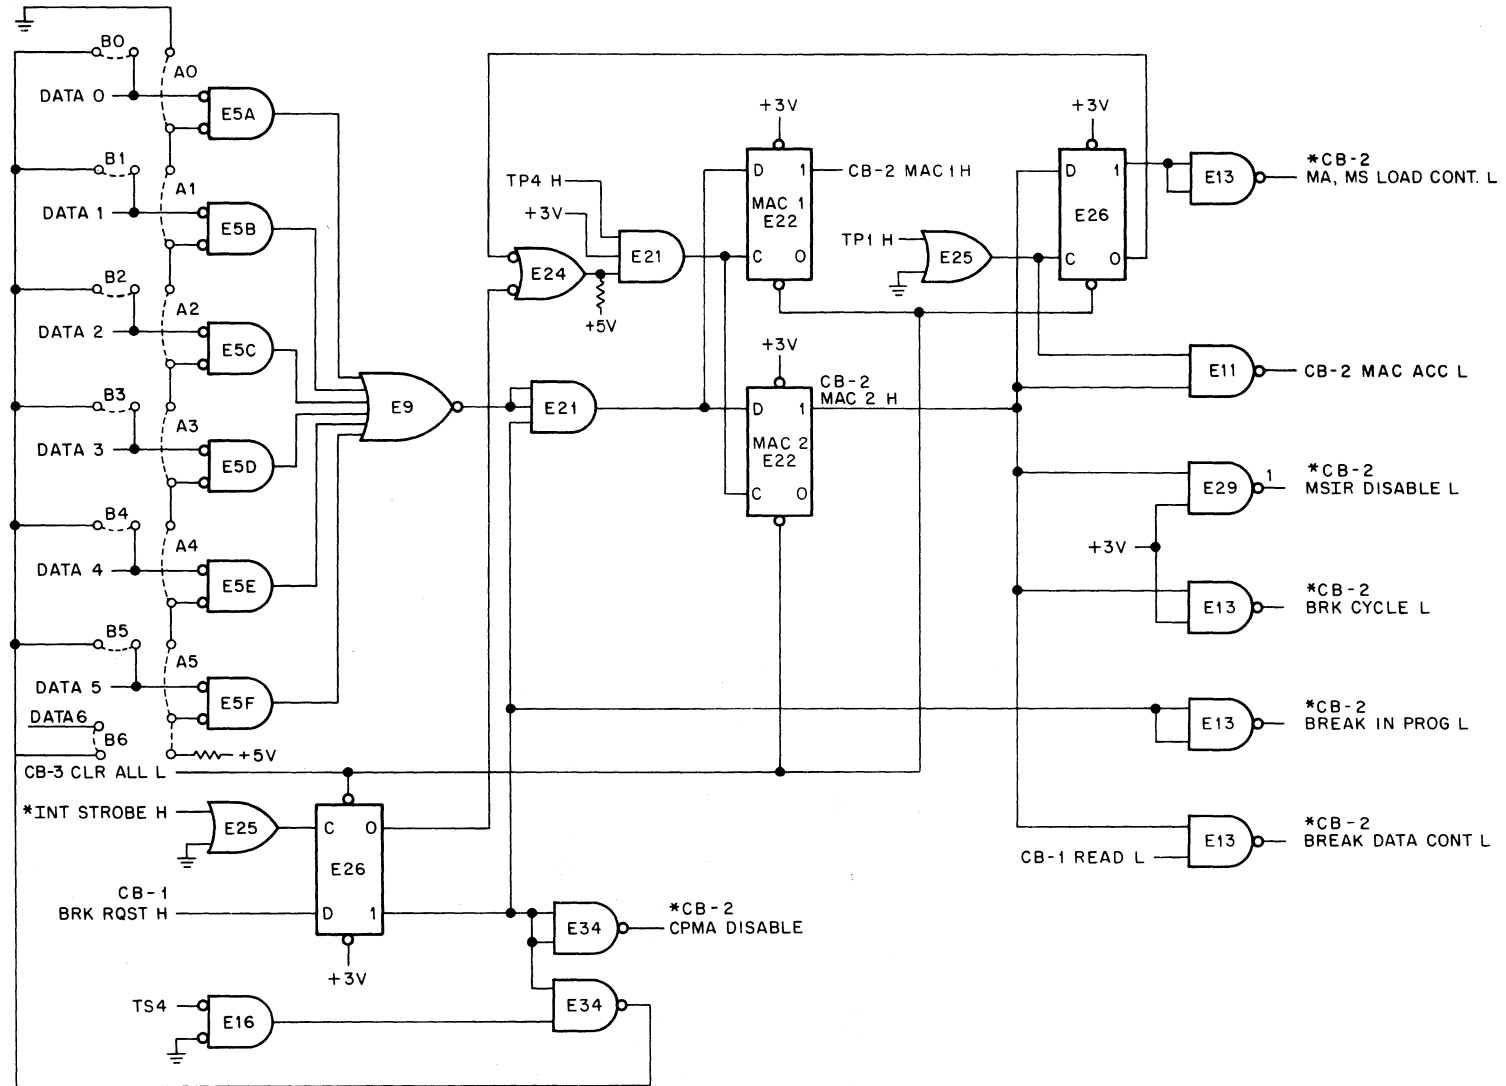 B0
A0
DATA 0
E5A
B1
A1
DATA 1
E5B
B2
A2
DATA 2
E5C
B3
A3
DATA 3
E5D
B4
A4
DATA 4
E5E
B5
A5
DATA 5
E5F
DATA6
B6
+5V
CB-3 CLR ALL L
*INT STROBE H
E25
C 0
E26
D 1
CB-1
BRK RQST H
+3V
TS4
E16
E34
*CB-2
CPMA DISABLE
E34
E9
E21
TP4 H
+3V
E24
+5V
E21
+3V
D 1
MAC 1
E22
C 0
CB-2 MAC 1 H
+3V
D 1
MAC 2
E22
C 0
CB-2
MAC 2 H
TP1 H
E25
+3V
D 1
E26
C 0
E13
*CB-2
MA, MS LOAD CONT. L
E11
CB-2 MAC ACC L
E29
1
*CB-2
MSIR DISABLE L
+3V
E13
*CB-2
BRK CYCLE L
E13
*CB-2
BREAK IN PROG L
CB-1 READ L
E13
*CB-2
BREAK DATA CONT L